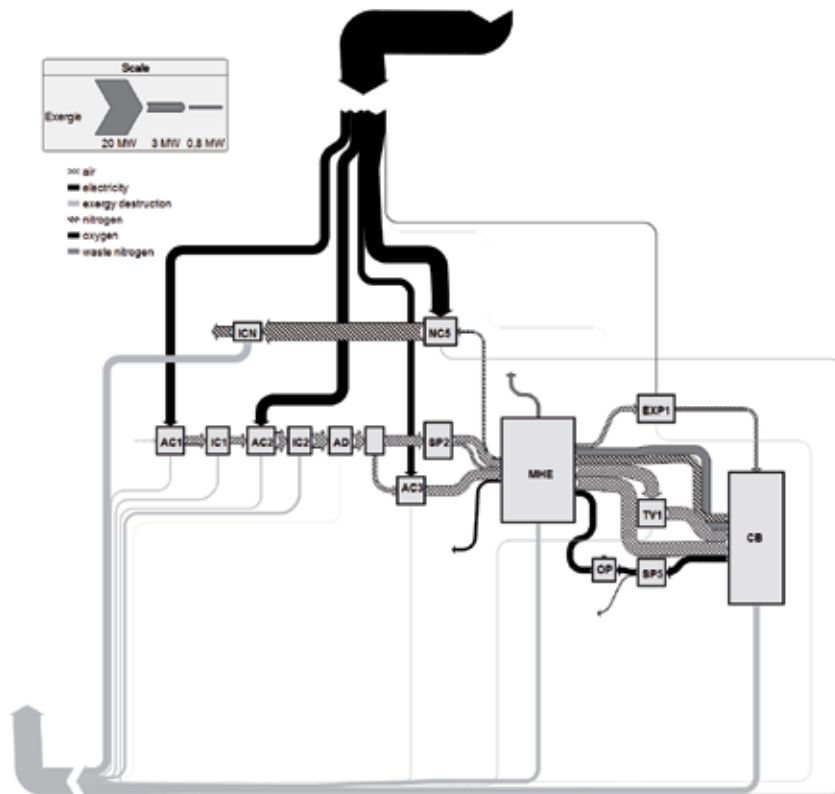 Scale
Exergie
20 MW 3 MW 0.8 MW
air
electricity
exergy destruction
nitrogen
oxygen
waste nitrogen
ICN
NC5
EXP1
AC1
IC1
AC2
IC2
AD
SP2
MHE
AC3
TV1
CB
OP
SP5